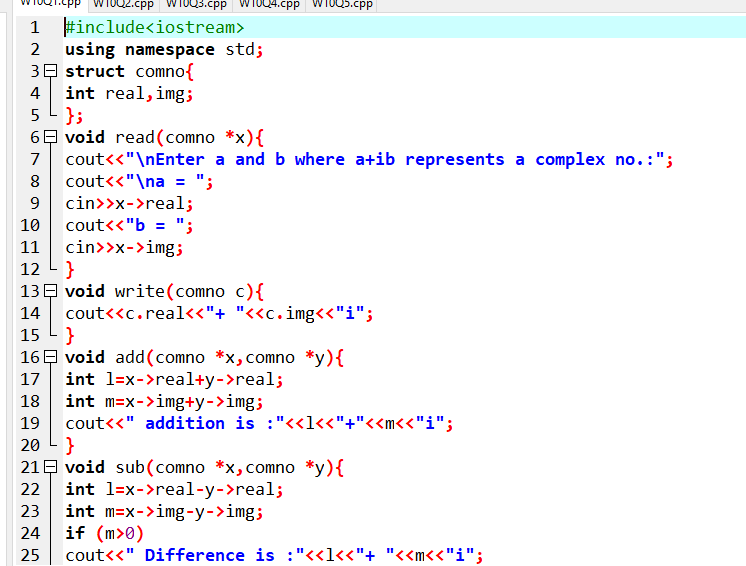 W10Q1.cpp W10Q2.cpp W10Q3.cpp W10Q4.cpp W10Q5.cpp
1 #include<iostream>
2 using namespace std;
3 struct comno{
4 int real,img;
5 };
6 void read(comno *x){
7 cout<<"\nEnter a and b where a+ib represents a complex no.:";
8 cout<<"\na = ";
9 cin>>x->real;
10 cout<<"b = ";
11 cin>>x->img;
12 }
13 void write(comno c){
14 cout<<c.real<<"+ "<<c.img<<"i";
15 }
16 void add(comno *x,comno *y){
17 int l=x->real+y->real;
18 int m=x->img+y->img;
19 cout<<" addition is :"<<l<<"+"<<m<<"i";
20 }
21 void sub(comno *x,comno *y){
22 int l=x->real-y->real;
23 int m=x->img-y->img;
24 if (m>0)
25 cout<<" Difference is :"<<l<<"+ "<<m<<"i";